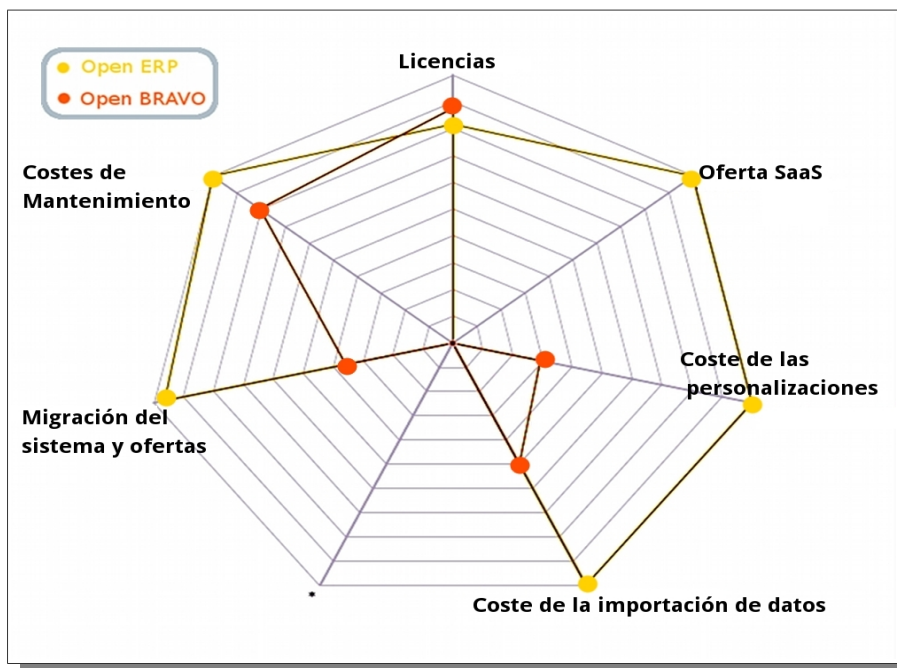 Open ERP
Open BRAVO
Licencias
Costes de
Mantenimiento
Oferta SaaS
Coste de las
personalizaciones
Migración del
sistema y ofertas
*
Coste de la importación de datos